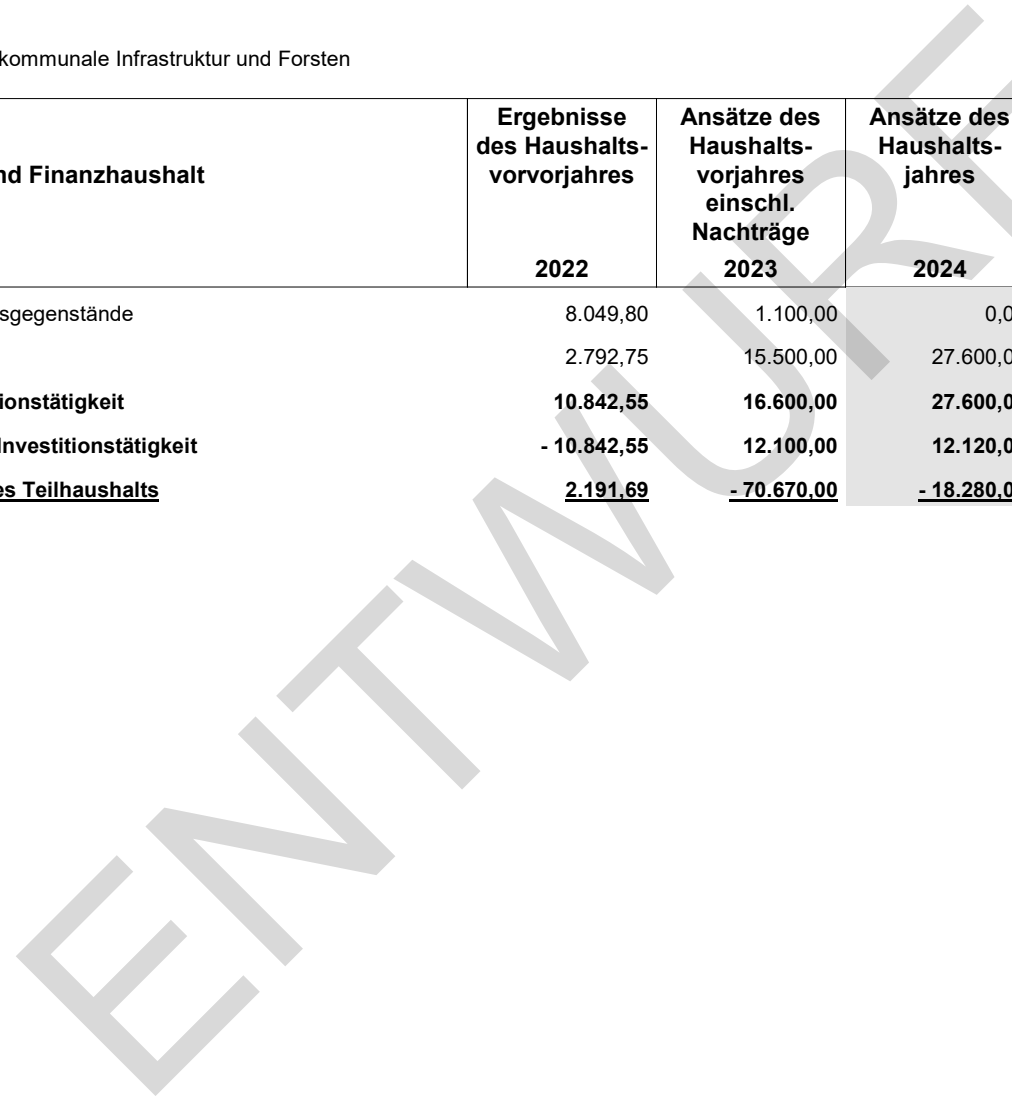 kommunale Infrastruktur und Forsten
nd Finanzhaushalt
Ergebnisse
des Haushalts-
vorvorjahres
2022
Ansätze des
Haushalts-
vorjahres
einschl.
Nachträge
2023
Ansätze des
Haushalts-
jahres
2024
sgegenstände 8.049,80 1.100,00 0,0
2.792,75 15.500,00 27.600,0
ionstätigkeit 10.842,55 16.600,00 27.600,0
Investitionstätigkeit - 10.842,55 12.100,00 12.120,0
es Teilhaushalts 2.191,69 - 70.670,00 - 18.280,0
ENTWURF